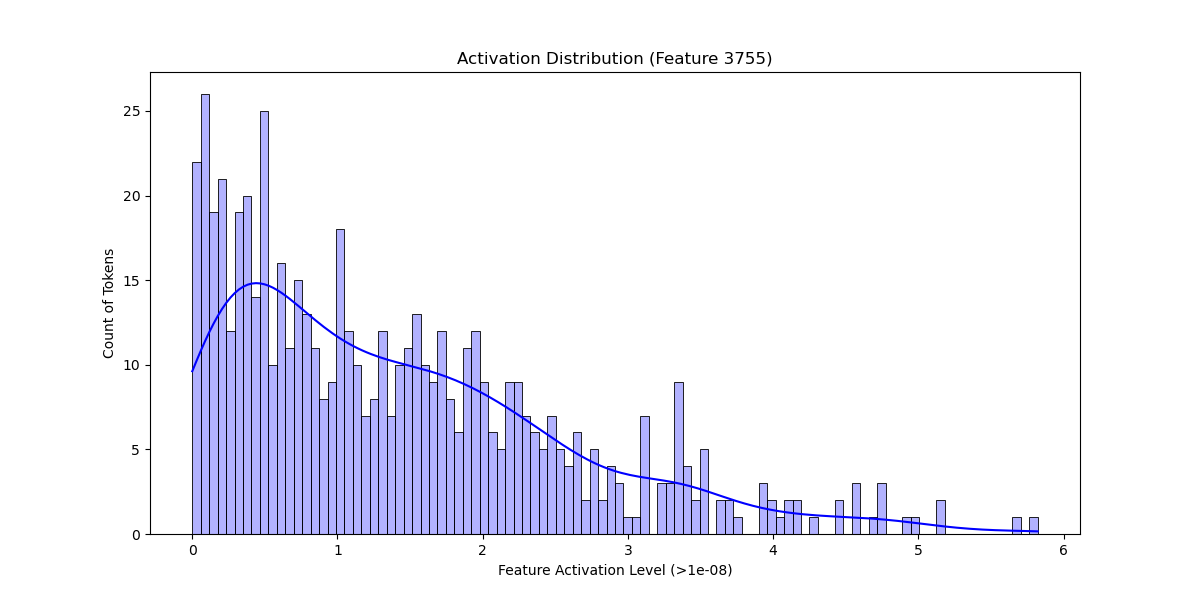 Activation Distribution (Feature 3755)
25
20
15
10
5
0
Count of Tokens
0 1 2 3 4 5 6
Feature Activation Level (>1e-08)